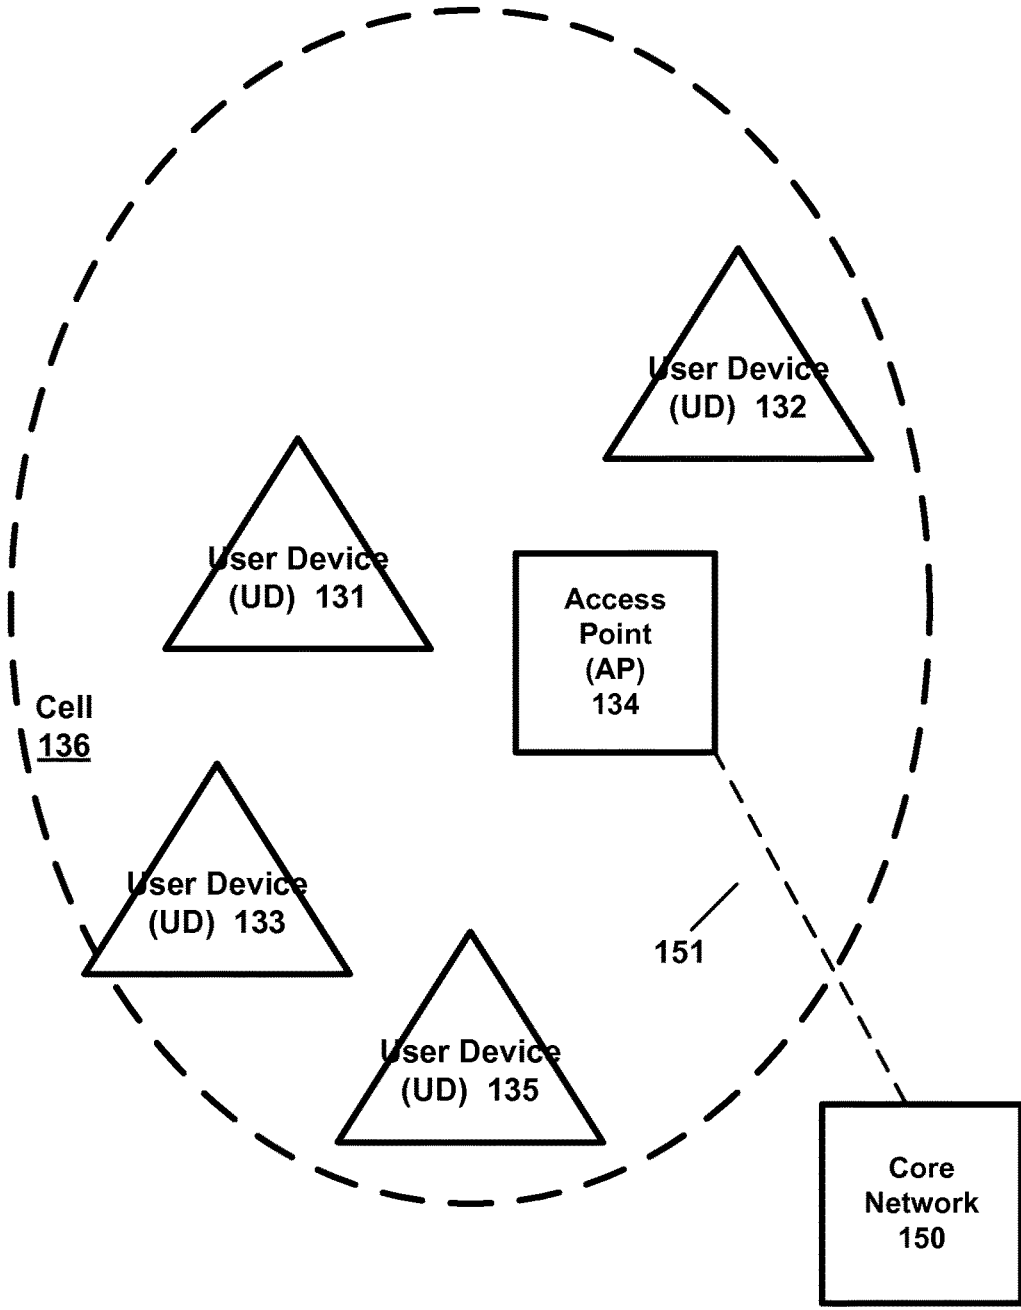 User Device
(UD) 132
User Device
(UD) 131
Access
Point
(AP)
134
Cell
136
User Device
(UD) 133
151
User Device
(UD) 135
Core
Network
150